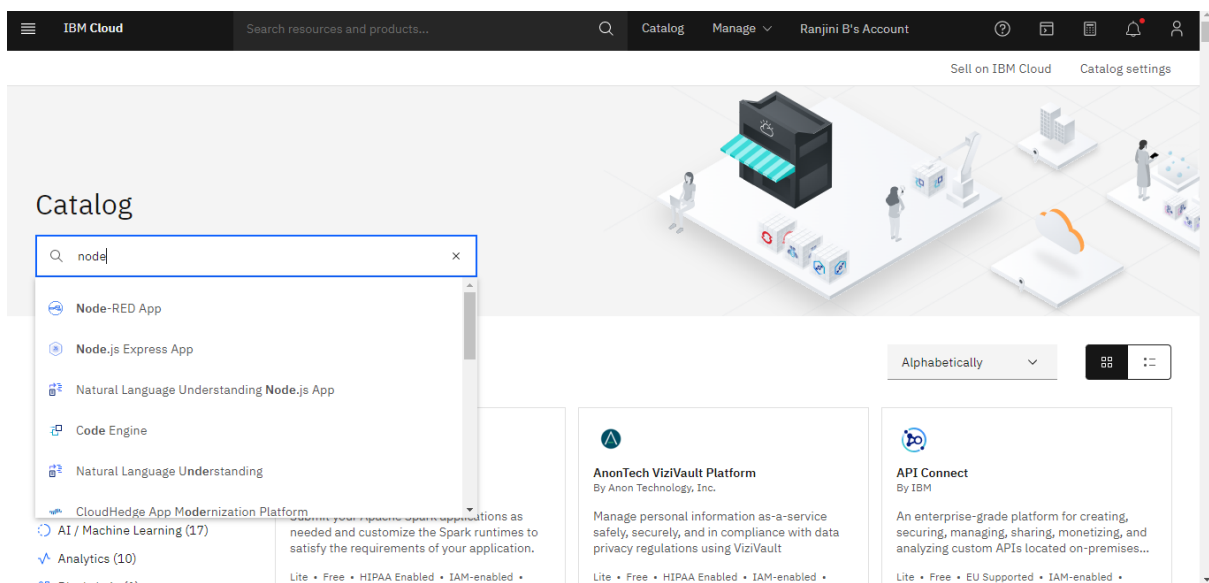 IBM Cloud
Search resources and products...
Catalog
Manage
Ranjini B's Account
Sell on IBM Cloud
Catalog settings
Catalog
node
Node-RED App
Node.js Express App
Natural Language Understanding Node.js App
Code Engine
Natural Language Understanding
CloudHedge App Modernization Platform
AI / Machine Learning (17)
Analytics (10)
Alphabetically
needed and customize the Spark runtimes to
satisfy the requirements of your application.
Lite • Free • HIPAA Enabled • IAM-enabled •
AnonTech ViziVault Platform
By Anon Technology, Inc.
Manage personal information as-a-service
safely, securely, and in compliance with data
privacy regulations using ViziVault
Lite • Free • HIPAA Enabled • IAM-enabled •
API Connect
By IBM
An enterprise-grade platform for creating,
securing, managing, sharing, monetizing, and
analyzing custom APIs located on-premises...
Lite • Free • EU Supported • IAM-enabled •